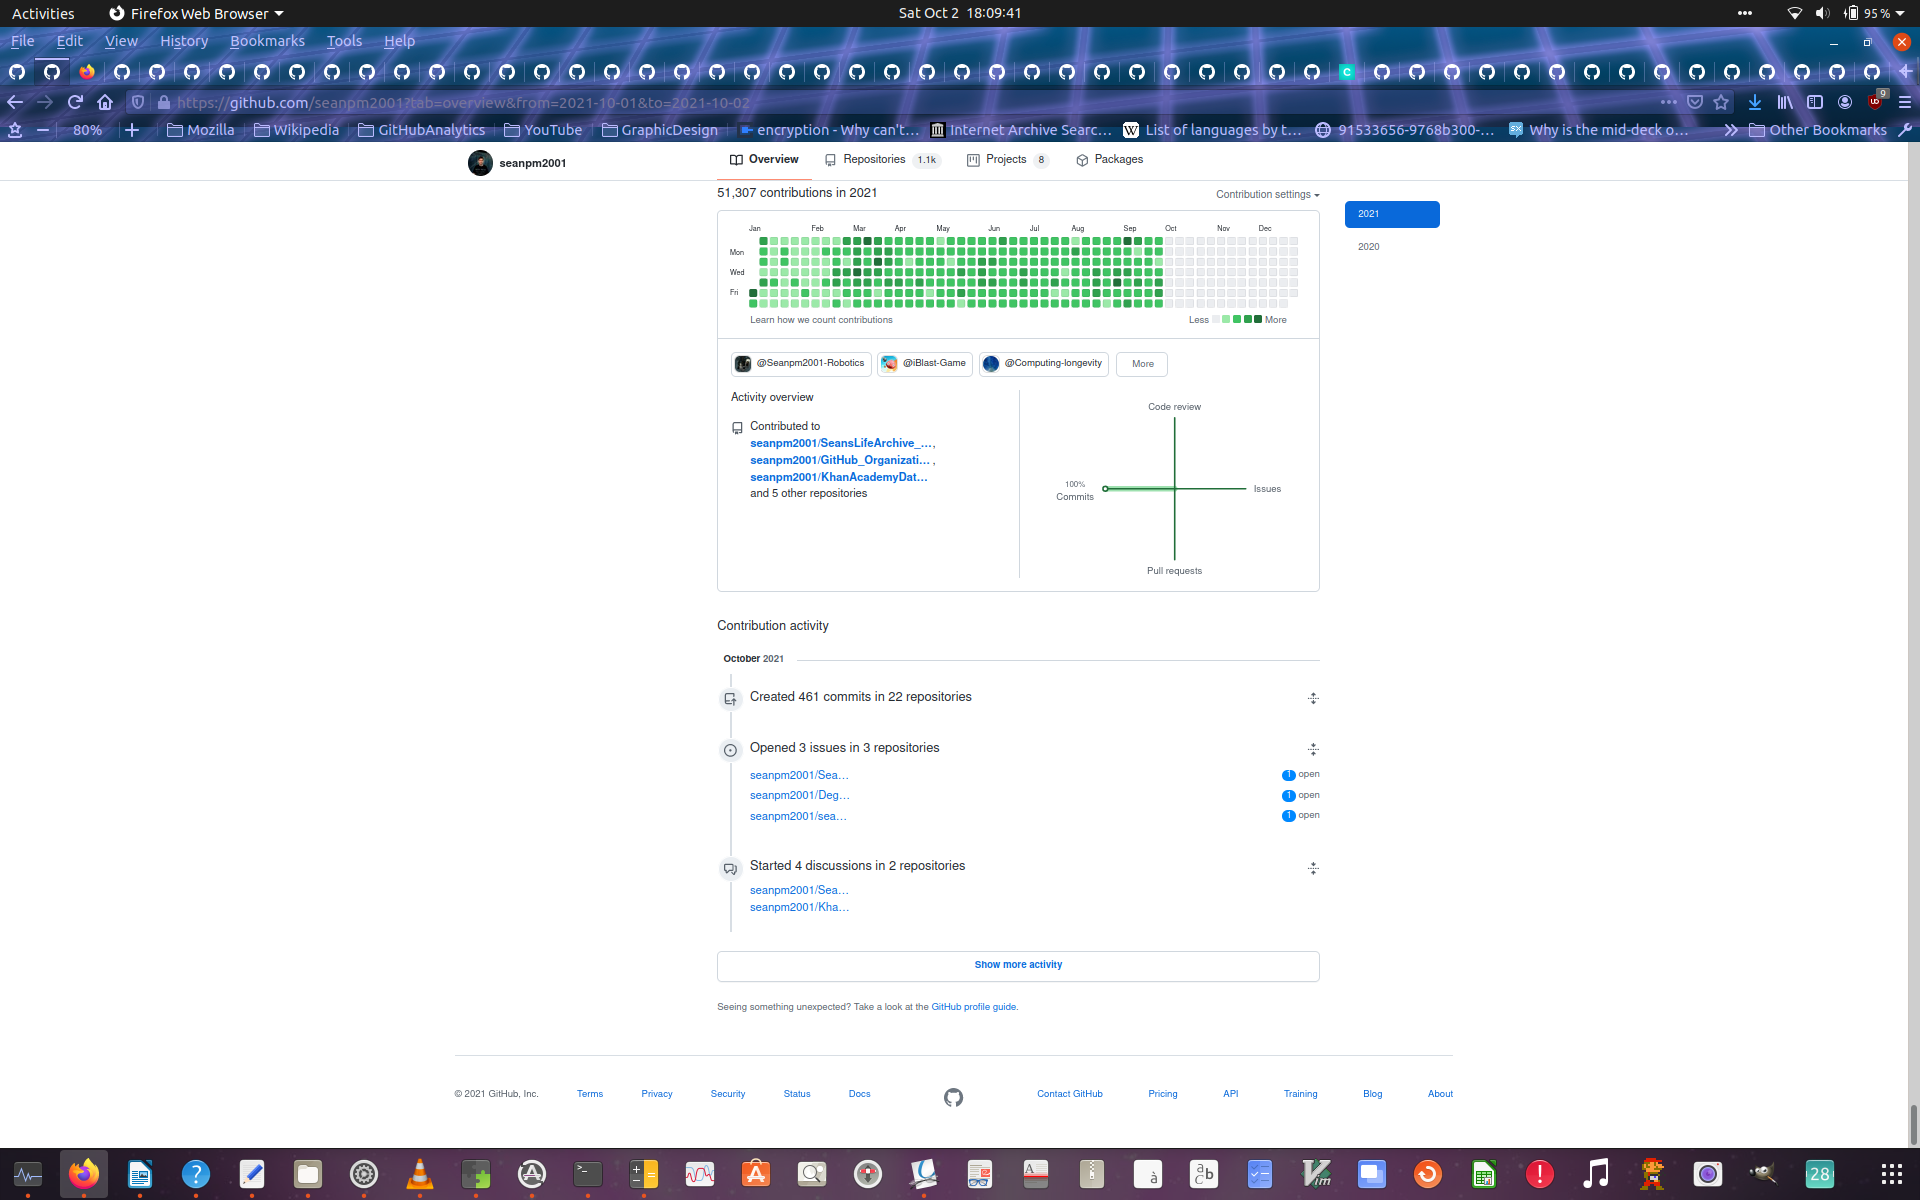 Activities Firefox Web Browser Sat Oct 2 18:09:41 95 %
File Edit View History Bookmarks Tools Help
https://github.com/seanpm2001?tab=overview&from=2021-10-01&to=2021-10-02 9
80% Mozilla Wikipedia GitHubAnalytics YouTube GraphicDesign encryption - Why can't… Internet Archive Searc… List of languages by t… 91533656-9768b300-… Why is the mid-deck o… Other Bookmarks
seanpm2001 Overview Repositories 1.1k Projects 8 Packages
51,307 contributions in 2021 Contribution settings
2021
2020
Jan Feb Mar Apr May Jun Jul Aug Sep Oct Nov Dec
Mon
Wed
Fri
Learn how we count contributions Less More
@Seanpm2001-Robotics @iBlast-Game @Computing-longevity More
Activity overview
Contributed to
seanpm2001/SeansLifeArchive_…,
seanpm2001/GitHub_Organizati… ,
seanpm2001/KhanAcademyDat…
and 5 other repositories
Code review
100%
Commits
Issues
Pull requests
Contribution activity
October 2021
Created 461 commits in 22 repositories
Opened 3 issues in 3 repositories
seanpm2001/Sea… 1 open
seanpm2001/Deg… 1 open
seanpm2001/sea… 1 open
Started 4 discussions in 2 repositories
seanpm2001/Sea…
seanpm2001/Kha…
Show more activity
Seeing something unexpected? Take a look at the GitHub profile guide.
© 2021 GitHub, Inc. Terms Privacy Security Status Docs Contact GitHub Pricing API Training Blog About
28